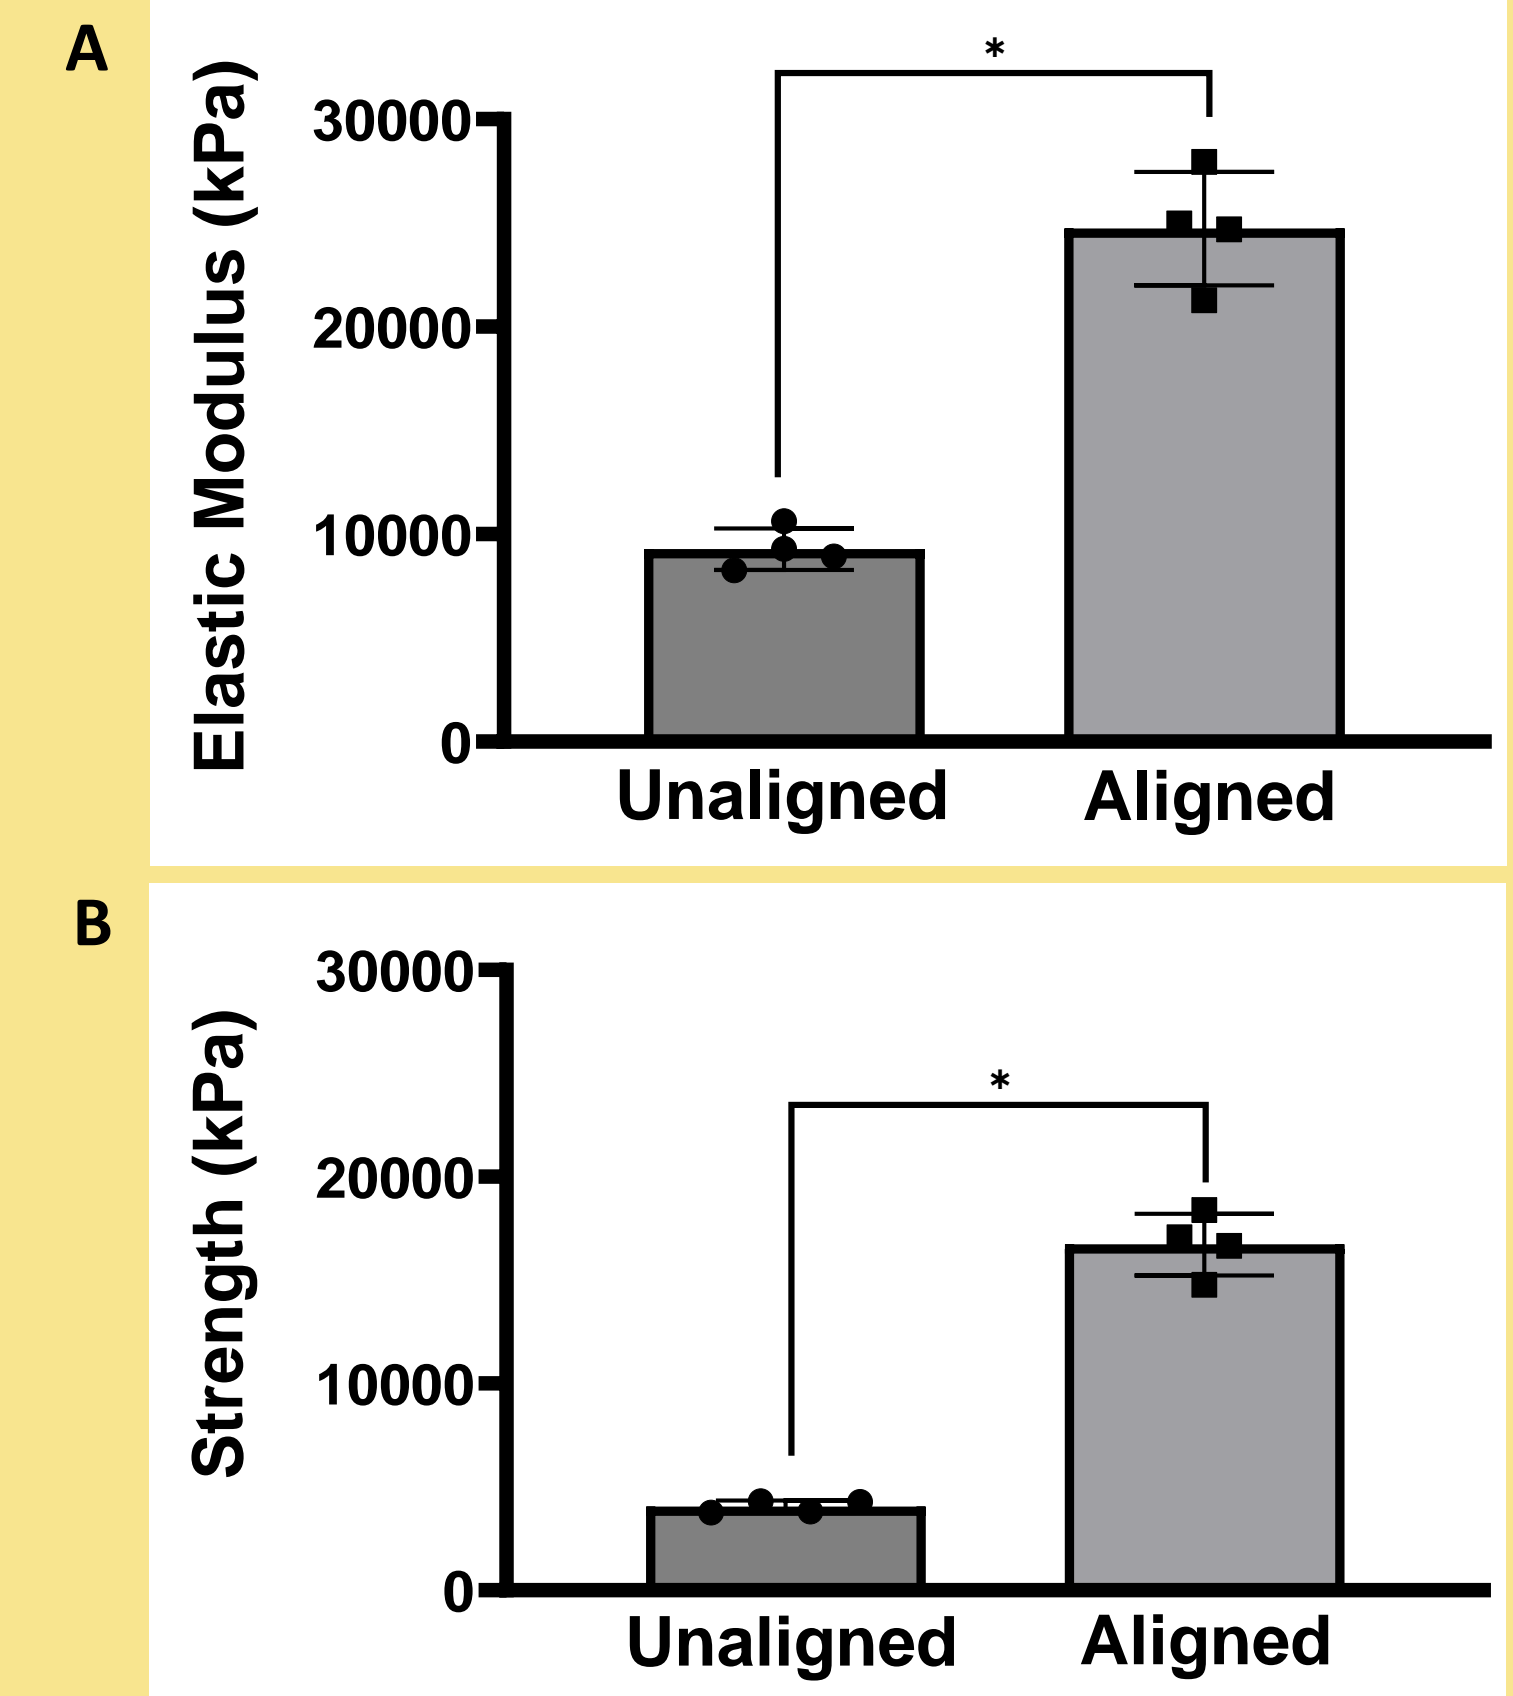 A
*
Elastic Modulus (kPa)
30000
20000
10000
0
Unaligned Aligned
B
*
Strength (kPa)
30000
20000
10000
0
Unaligned Aligned